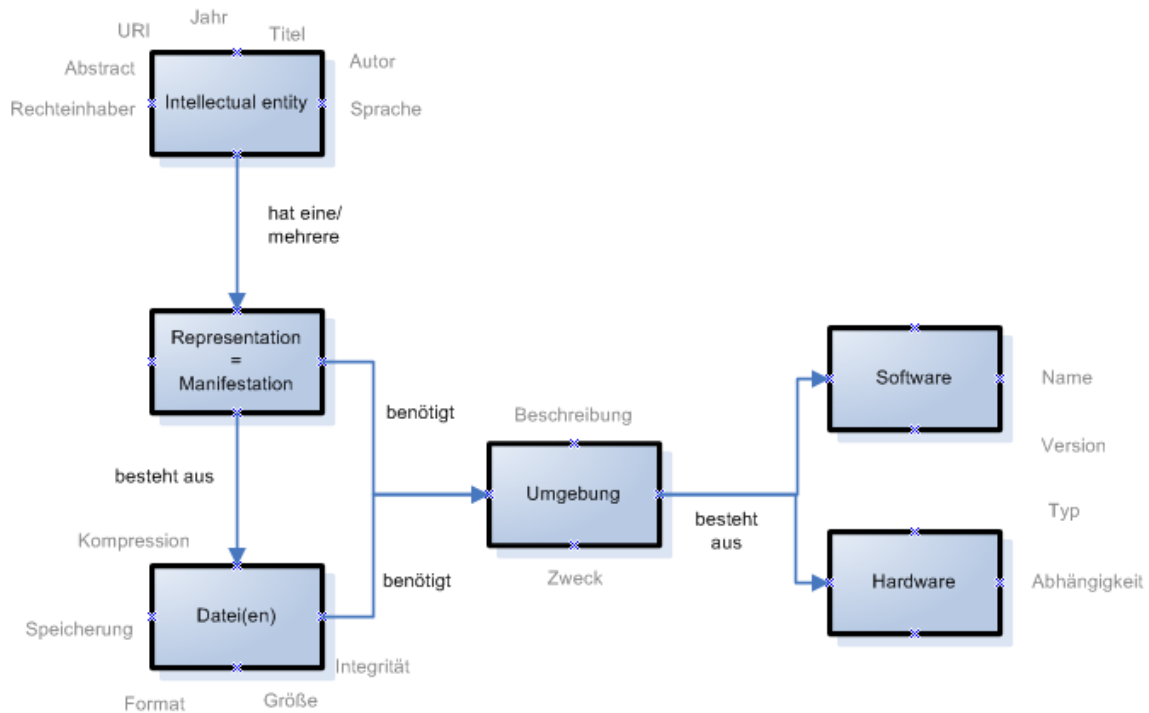 Jahr
URI
Titel
Abstract
Autor
Rechteinhaber
Intellectual entity
Sprache
hat eine/
mehrere
Representation
=
Manifestation
benötigt
besteht aus
Beschreibung
Umgebung
Zweck
besteht
aus
Software
Name
Version
Typ
Hardware
Abhängigkeit
Kompression
benötigt
Datei(en)
Speicherung
Integrität
Format
Größe